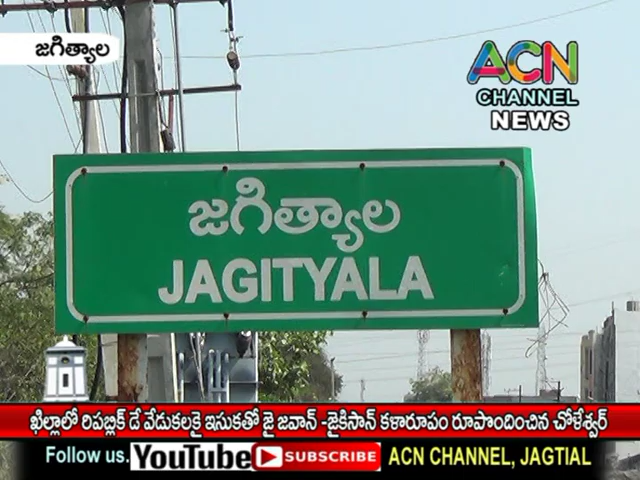 జగిత్యాల
ACN
CHANNEL
NEWS
జగిత్యాల
JAGITYALA
ఖిల్లాలో రిపబ్లిక్ డే వేడుకలకై ఇసుకతో జై జవాన్ -జైకిసాన్ కళారూపం రూపొందించిన చోళేశ్వర్
Follow us. YouTube SUBSCRIBE ACN CHANNEL, JAGTIAL